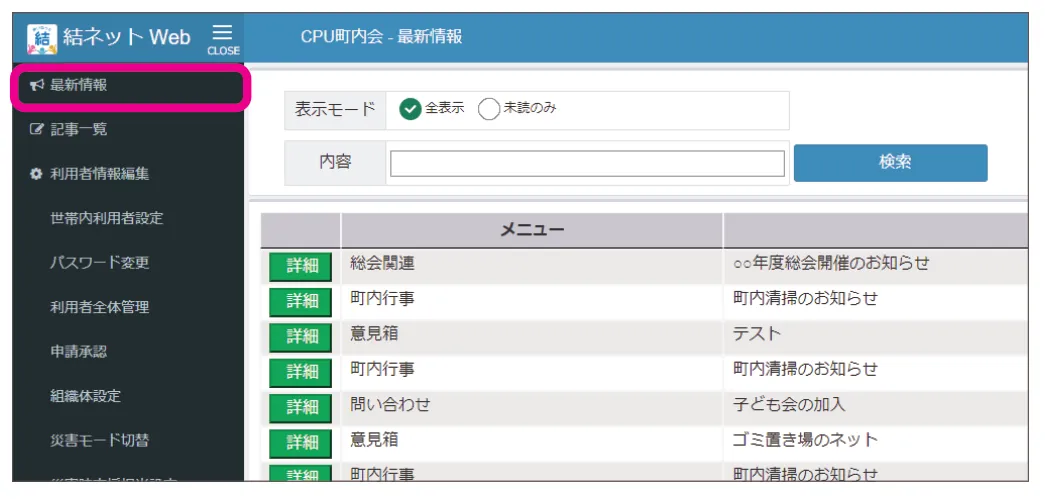 結 結ネット Web CLOSE CPU町内会 - 最新情報
最新情報
記事一覧
利用者情報編集
世帯内利用者設定
パスワード変更
利用者全体管理
申請承認
組織体設定
災害モード切替
表示モード 全表示 未読のみ
内容 検索
メニュー
詳細 総会関連 ○○年度総会開催のお知らせ
詳細 町内行事 町内清掃のお知らせ
詳細 意見箱 テスト
詳細 町内行事 町内清掃のお知らせ
詳細 問い合わせ 子ども会の加入
詳細 意見箱 ゴミ置き場のネット
詳細 町内行事 町内清掃のお知らせ